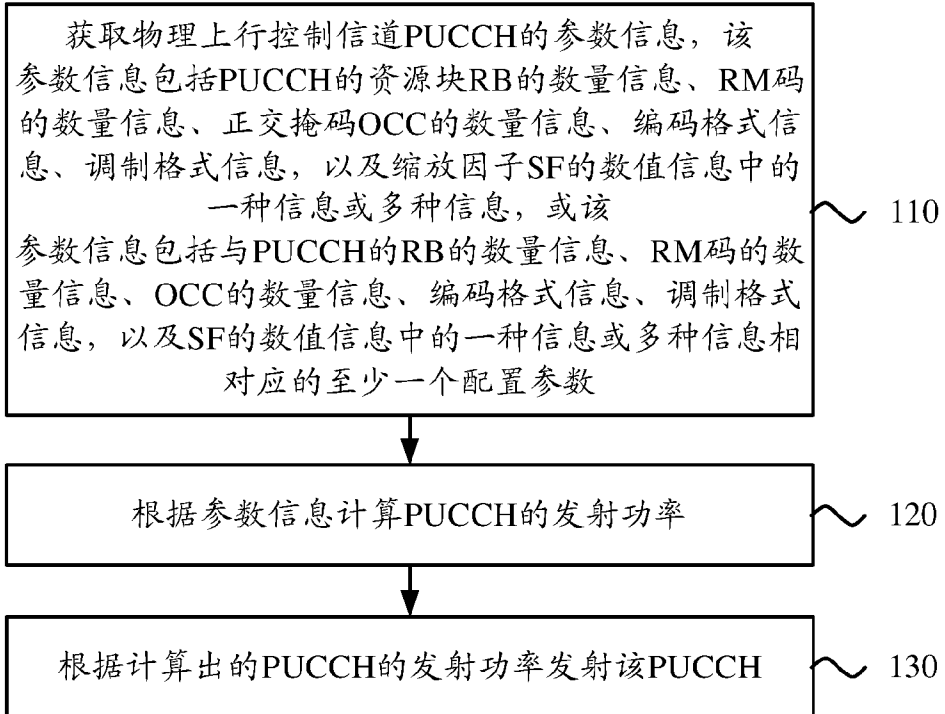 获取物理上行控制信道PUCCH的参数信息，该
参数信息包括PUCCH的资源块RB的数量信息、RM码
的数量信息、正交掩码OCC的数量信息、编码格式信
息、调制格式信息，以及缩放因子SF的数值信息中的
一种信息或多种信息，或该
参数信息包括与PUCCH的RB的数量信息、RM码的数
量信息、OCC的数量信息、编码格式信息、调制格式
信息，以及SF的数值信息中的一种信息或多种信息相
对应的至少一个配置参数
110
根据参数信息计算PUCCH的发射功率
120
根据计算出的PUCCH的发射功率发射该PUCCH
130